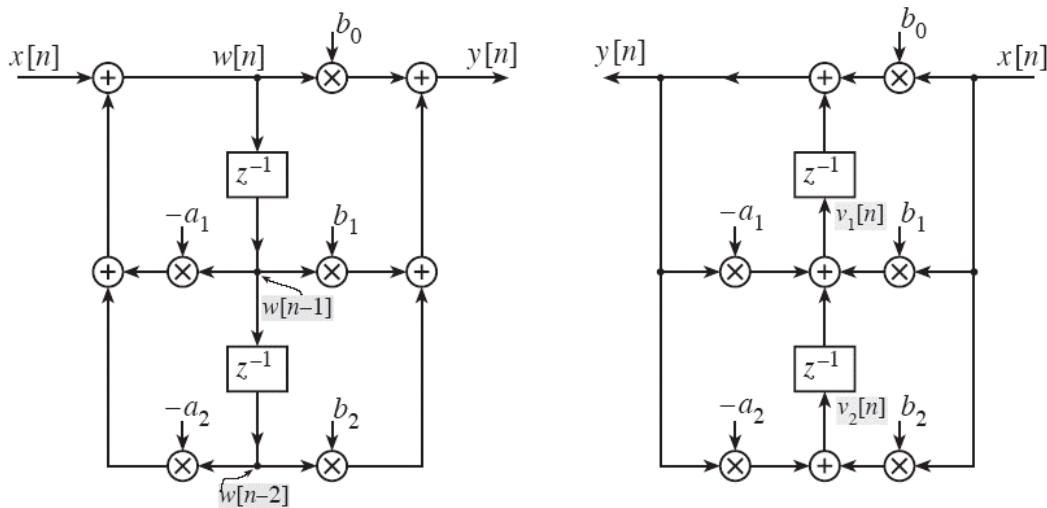 b₀
x[n] w[n] y[n]
z⁻¹
−a₁ b₁
w[n−1]
z⁻¹
−a₂ b₂
w[n−2]
b₀
y[n] x[n]
z⁻¹
v₁[n]
−a₁ b₁
z⁻¹
v₂[n]
−a₂ b₂